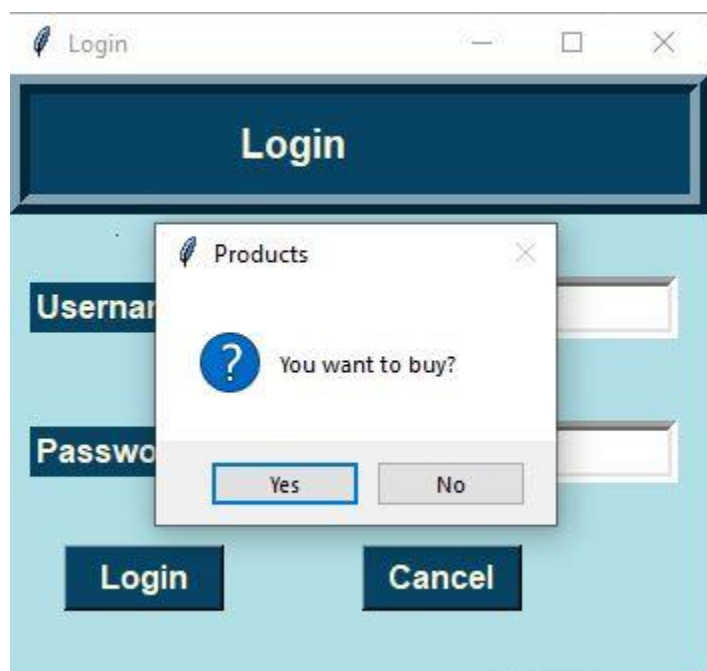 Login
Login
Products
Usernar
You want to buy?
Passwo
Yes No
Login Cancel